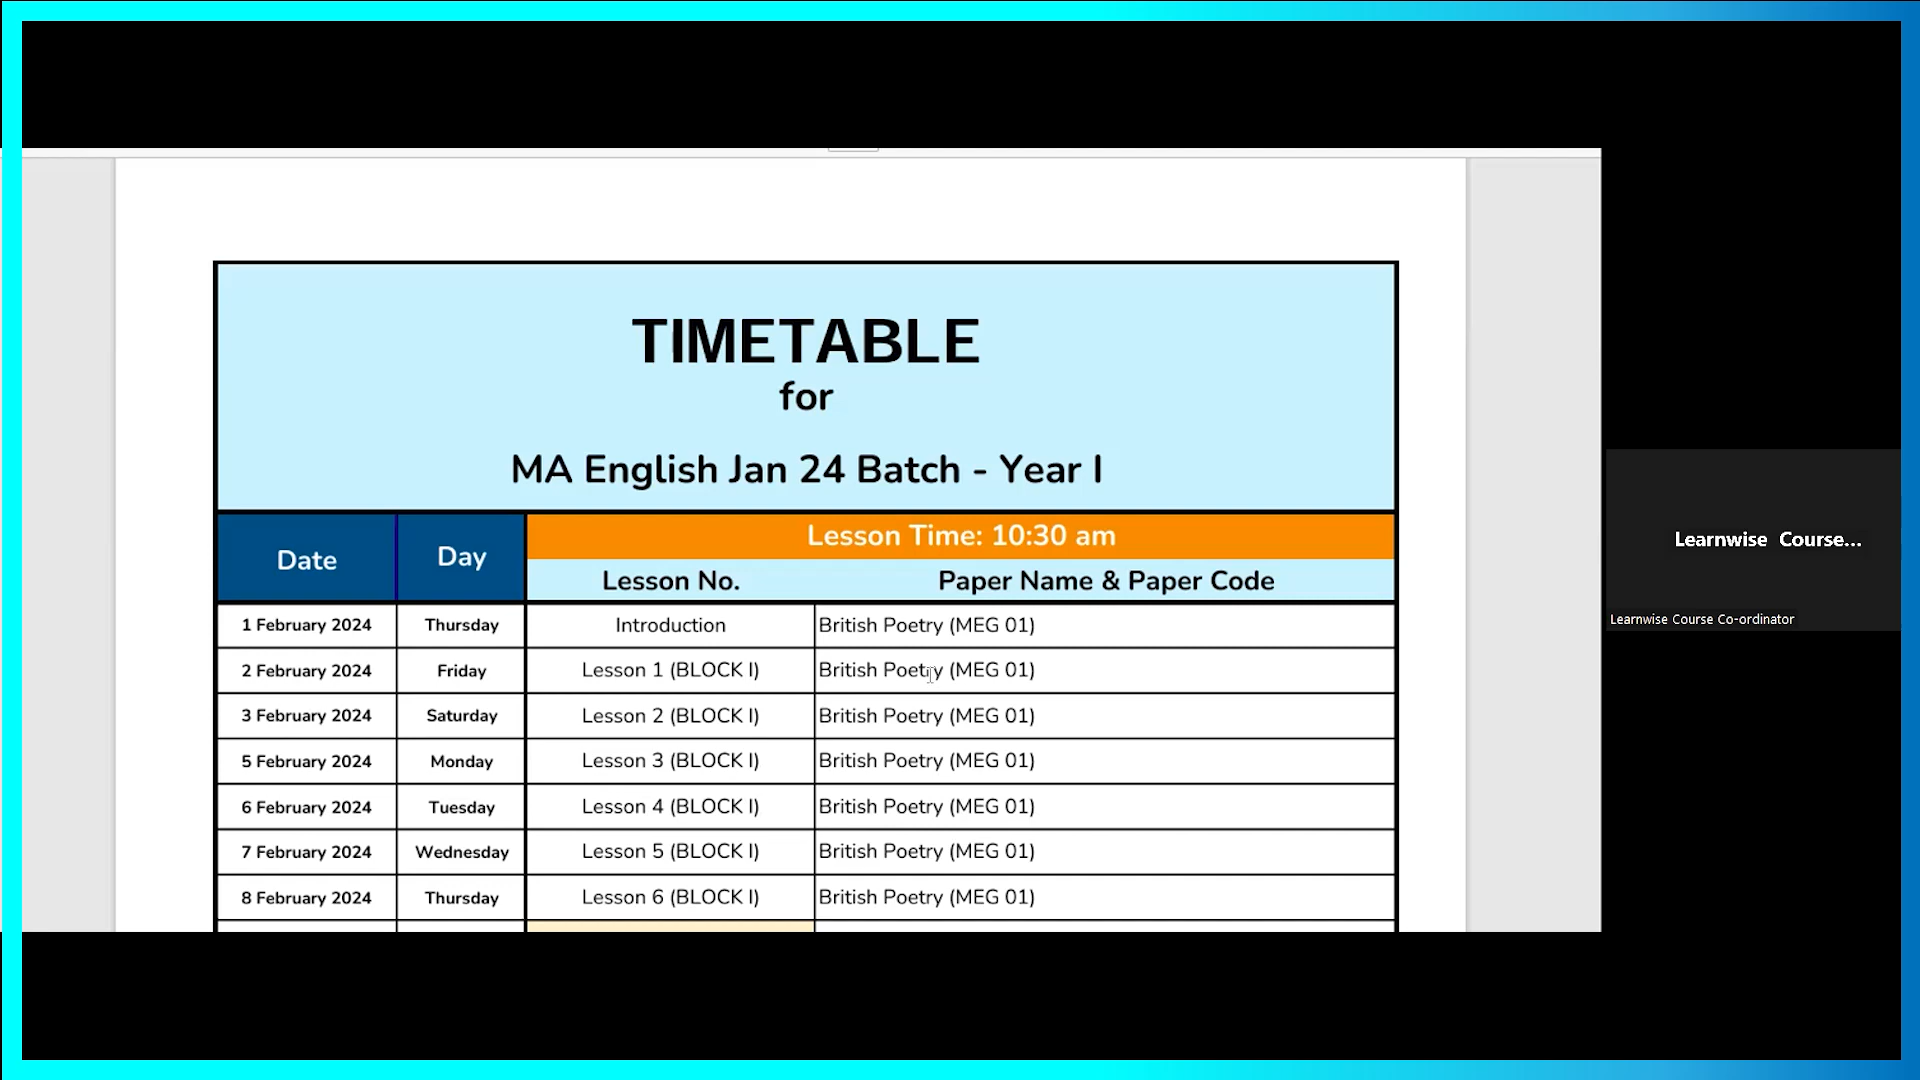 TIMETABLE
for
MA English Jan 24 Batch - Year I
Date Day Lesson Time: 10:30 am
Lesson No. Paper Name & Paper Code
1 February 2024 Thursday Introduction British Poetry (MEG 01)
2 February 2024 Friday Lesson 1 (BLOCK I) British Poetry (MEG 01)
3 February 2024 Saturday Lesson 2 (BLOCK I) British Poetry (MEG 01)
5 February 2024 Monday Lesson 3 (BLOCK I) British Poetry (MEG 01)
6 February 2024 Tuesday Lesson 4 (BLOCK I) British Poetry (MEG 01)
7 February 2024 Wednesday Lesson 5 (BLOCK I) British Poetry (MEG 01)
8 February 2024 Thursday Lesson 6 (BLOCK I) British Poetry (MEG 01)
Learnwise Course...
Learnwise Course Co-ordinator